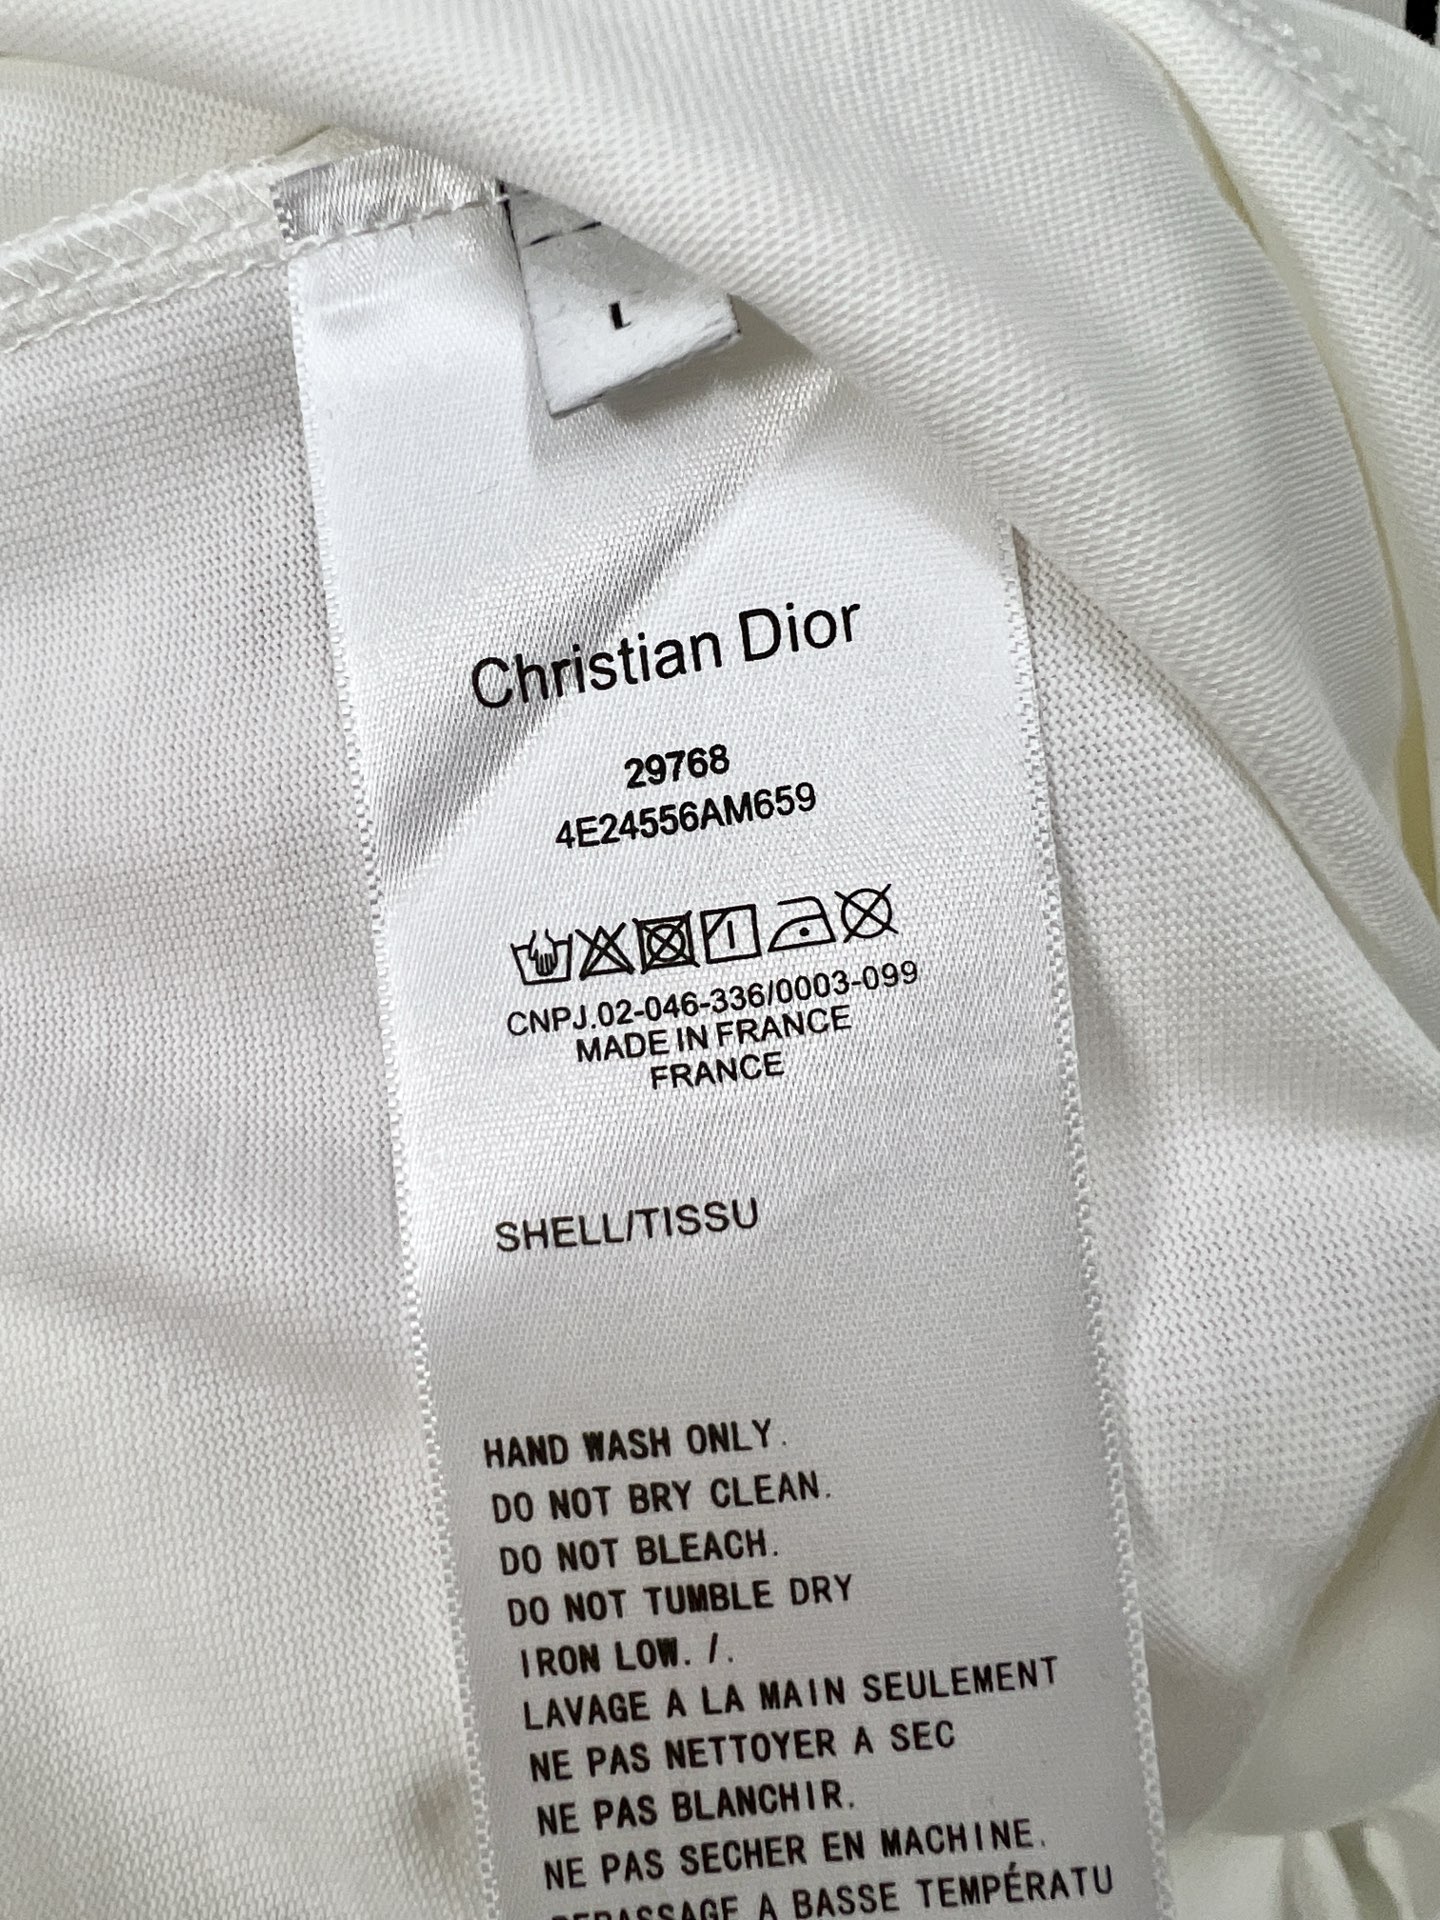 L
Christian Dior
29768
4E24556AM659
CNPJ.02-046-336/0003-099
MADE IN FRANCE
FRANCE
SHELL/TISSU
HAND WASH ONLY.
DO NOT BRY CLEAN.
DO NOT BLEACH.
DO NOT TUMBLE DRY
IRON LOW. /.
LAVAGE A LA MAIN SEULEMENT
NE PAS NETTOYER A SEC
NE PAS BLANCHIR.
NE PAS SECHER EN MACHINE.
A BASSE TEMPÉRATU